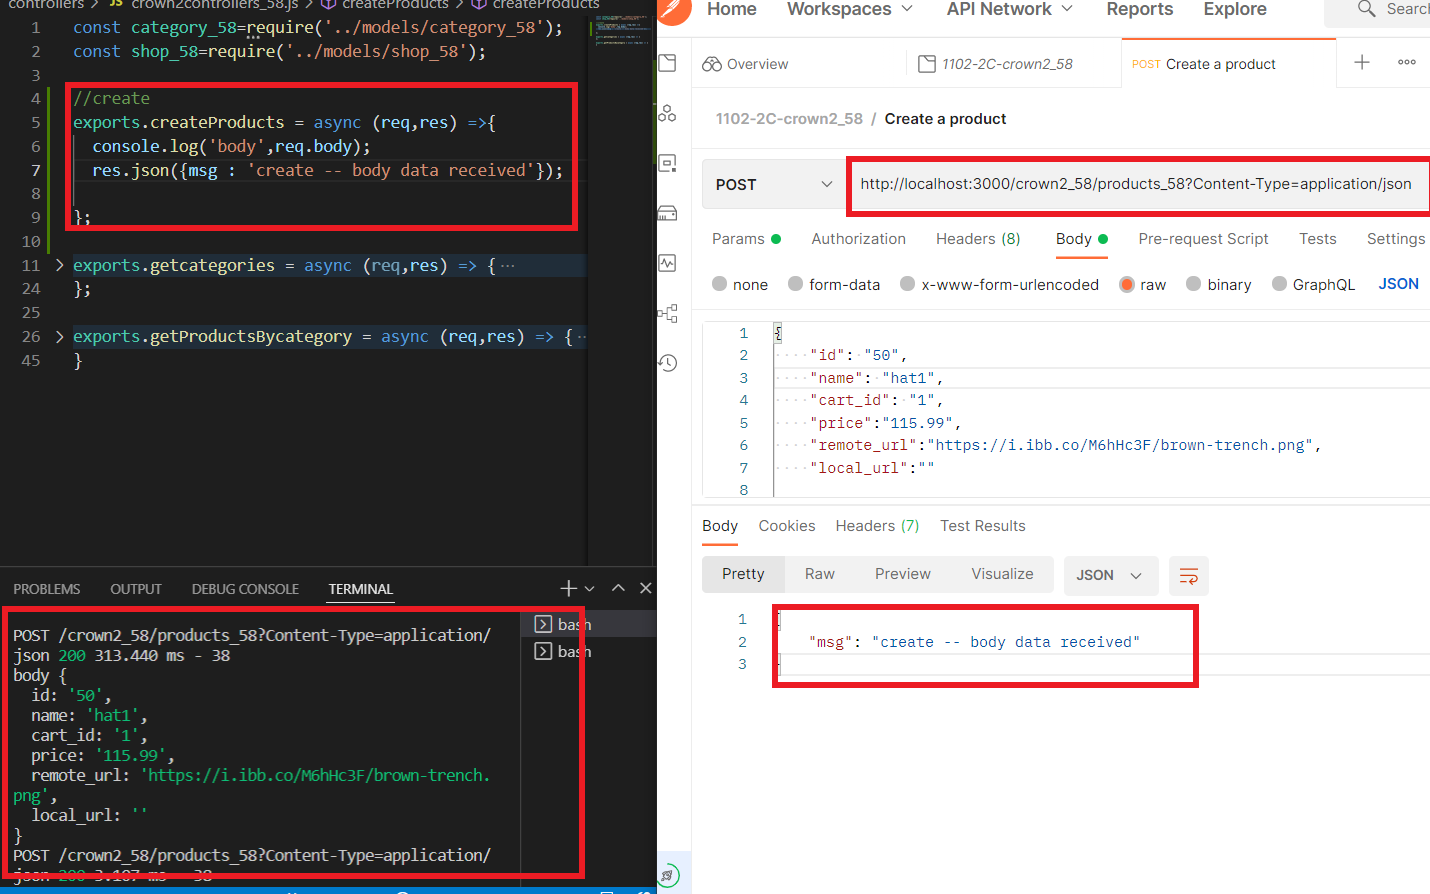 controllers > JS crown2controllers_58.js > createProducts > createProducts
1 const category_58=require('../models/category_58');
2 const shop_58=require('../models/shop_58');
3
4 //create
5 exports.createProducts = async (req,res) =>{
6 console.log('body',req.body);
7 res.json({msg : 'create -- body data received'});
8
9 };
10
11 > exports.getcategories = async (req,res) => { ···
24 };
25
26 > exports.getProductsBycategory = async (req,res) => { ··
45 }
PROBLEMS OUTPUT DEBUG CONSOLE TERMINAL
POST /crown2_58/products_58?Content-Type=application/
json 200 313.440 ms - 38
body {
id: '50',
name: 'hat1',
cart_id: '1',
price: '115.99',
remote_url: 'https://i.ibb.co/M6hHc3F/brown-trench.
png',
local_url: ''
}
POST /crown2_58/products_58?Content-Type=application/
json 200 3.107 ms - 38
bash
bash
Home Workspaces API Network Reports Explore Search
Overview 1102-2C-crown2_58 POST Create a product
1102-2C-crown2_58 / Create a product
POST http://localhost:3000/crown2_58/products_58?Content-Type=application/json
Params Authorization Headers (8) Body Pre-request Script Tests Settings
none form-data x-www-form-urlencoded raw binary GraphQL JSON
1 {
2 "id": "50",
3 "name": "hat1",
4 "cart_id": "1",
5 "price":"115.99",
6 "remote_url":"https://i.ibb.co/M6hHc3F/brown-trench.png",
7 "local_url":""
8
Body Cookies Headers (7) Test Results
Pretty Raw Preview Visualize JSON
1 {
2 "msg": "create -- body data received"
3 }